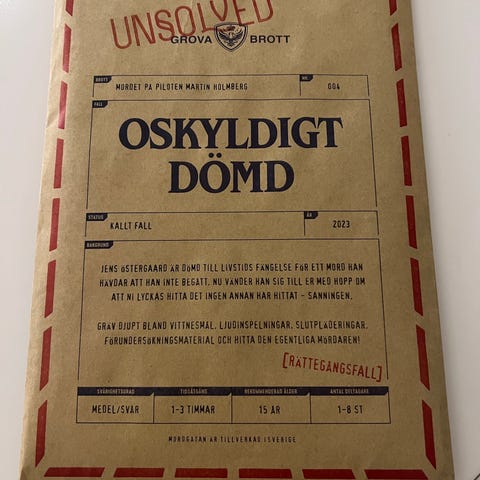 UNSOLVED
GROVA BROTT
BROTT
NR.
MORDET PÅ PILOTEN MARTIN HOLMBERG
004
FALL
OSKYLDIGT
DÖMD
STATUS
ÅR
KALLT FALL
2023
BAKGRUND
JENS ÖSTERGAARD ÄR DÖMD TILL LIVSTIDS FÄNGELSE FÖR ETT MORD HAN
HÄVDAR ATT HAN INTE BEGÅTT. NU VÄNDER HAN SIG TILL ER MED HOPP OM
ATT NI LYCKAS HITTA DET INGEN ANNAN HAR HITTAT - SANNINGEN.
GRÄV DJUPT BLAND VITTNESMÅL, LJUDINSPELNINGAR, SLUTPLÄDERINGAR,
FÖRUNDERSÖKNINGSMATERIAL OCH HITTA DEN EGENTLIGA MÖRDAREN!
[RÄTTEGÅNGSFALL]
SVÅRIGHETSGRAD
TIDSÅTGÅNG
REKOMMENDERAD ÅLDER
ANTAL DELTAGARE
MEDEL/SVÅR
1-3 TIMMAR
15 ÅR
1-8 ST
MORDGÅTAN ÄR TILLVERKAD I SVERIGE